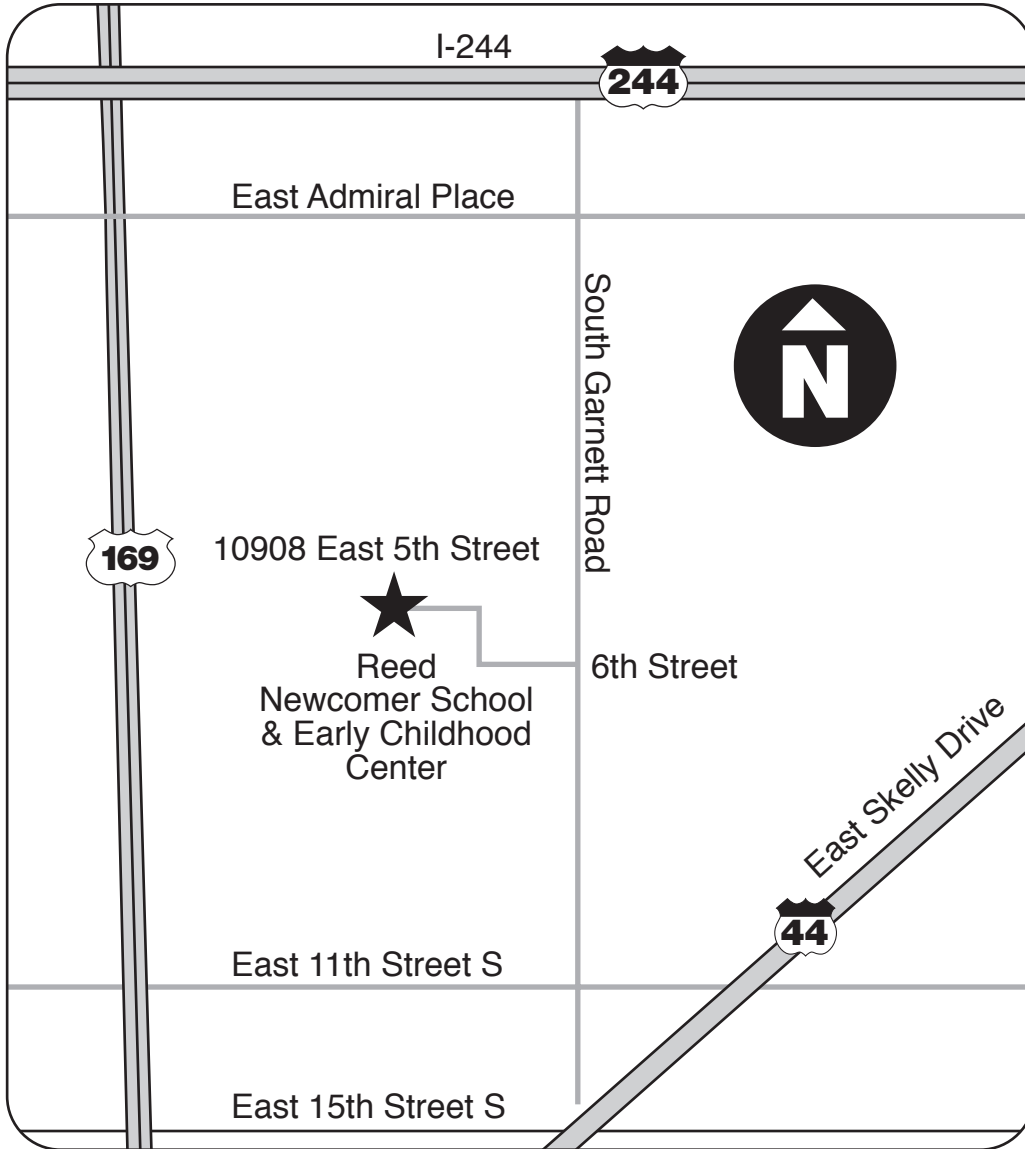 I-244
244
East Admiral Place
South Garnett Road
N
169
10908 East 5th Street
Reed
Newcomer School
& Early Childhood
Center
6th Street
East Skelly Drive
44
East 11th Street S
East 15th Street S